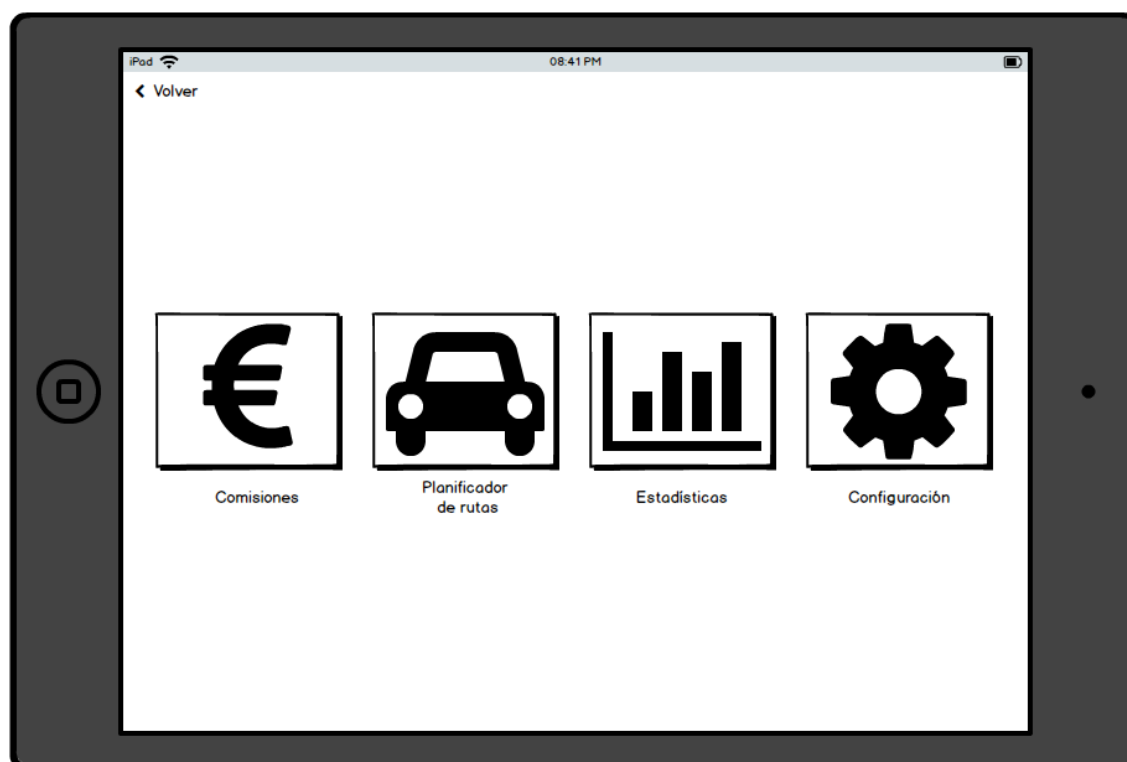 iPad
08:41 PM
Volver
Comisiones
Planificador
de rutas
Estadísticas
Configuración